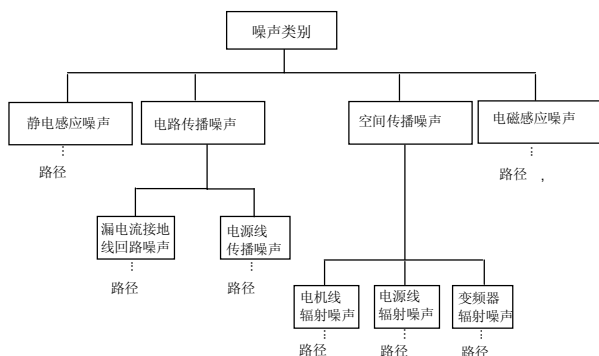 噪声类别
静电感应噪声
电路传播噪声
空间传播噪声
电磁感应噪声
路径
路径 ,
漏电流接地
线回路噪声
电源线
传播噪声
路径
路径
电机线
辐射噪声
电源线
辐射噪声
变频器
辐射噪声
路径
路径
路径